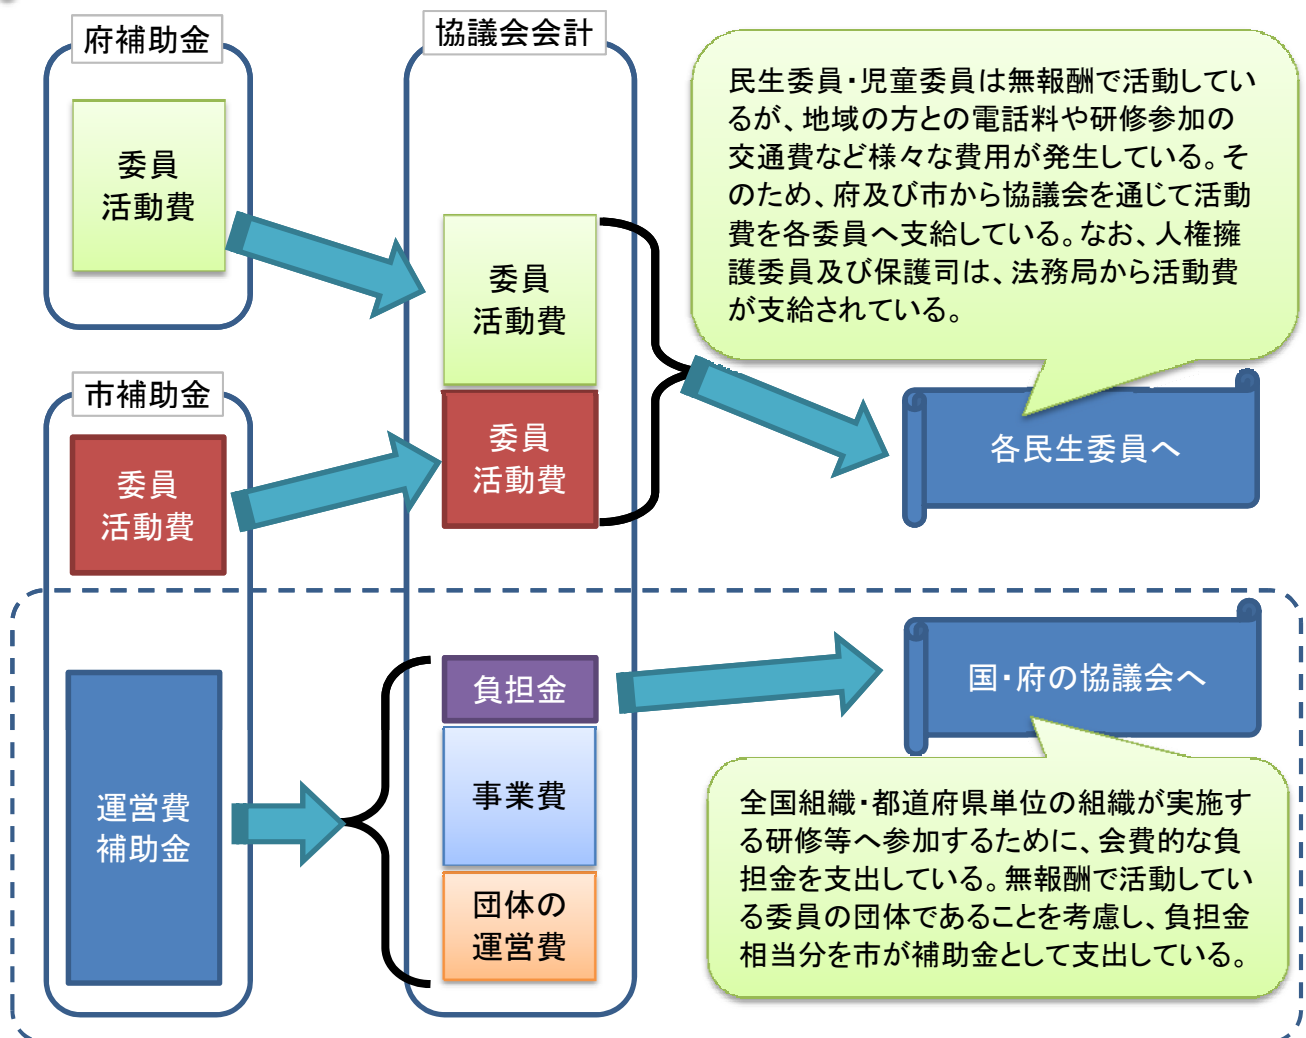 府補助金
委員
活動費
市補助金
委員
活動費
運営費
補助金
協議会会計
委員
活動費
委員
活動費
負担金
事業費
団体の
運営費
民生委員・児童委員は無報酬で活動してい
るが、地域の方との電話料や研修参加の
交通費など様々な費用が発生している。そ
のため、府及び市から協議会を通じて活動
費を各委員へ支給している。なお、人権擁
護委員及び保護司は、法務局から活動費
が支給されている。
各民生委員へ
国・府の協議会へ
全国組織・都道府県単位の組織が実施す
る研修等へ参加するために、会費的な負
担金を支出している。無報酬で活動してい
る委員の団体であることを考慮し、負担金
相当分を市が補助金として支出している。